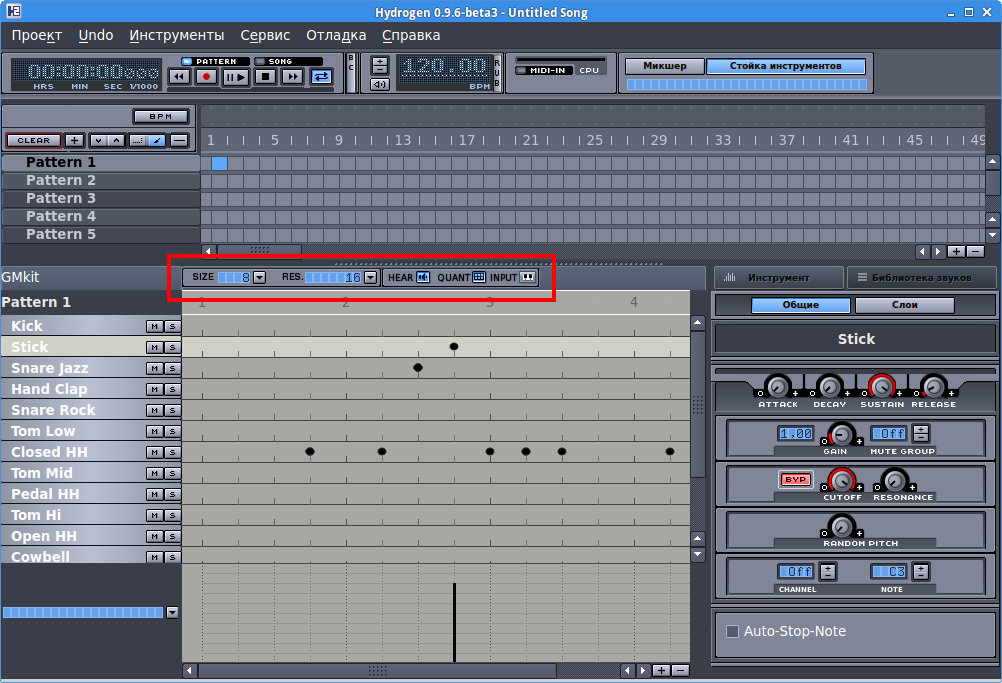 Hydrogen 0.9.6-beta3 - Untitled Song
Проект Undo Инструменты Сервис Отладка Справка
PATTERN SONG
00:00:00:000
HRS MIN SEC 1/1000
BC
120.00
BPM
RUB
MIDI-IN CPU
Микшер Стойка инструментов
BPM
CLEAR
1 5 9 13 17 21 25 29 33 37 41 45 49
Pattern 1
Pattern 2
Pattern 3
Pattern 4
Pattern 5
GMkit
SIZE 8 RES. 16 HEAR QUANT INPUT
Инструмент Библиотека звуков
Pattern 1
1 2 3 4
Общие Слои
Kick M S
Stick M S
Snare Jazz M S
Hand Clap M S
Snare Rock M S
Tom Low M S
Closed HH M S
Tom Mid M S
Pedal HH M S
Tom Hi M S
Open HH M S
Cowbell M S
Stick
ATTACK DECAY SUSTAIN RELEASE
1.00 Off
GAIN MUTE GROUP
BYP
CUTOFF RESONANCE
RANDOM PITCH
Off C3
CHANNEL NOTE
Auto-Stop-Note